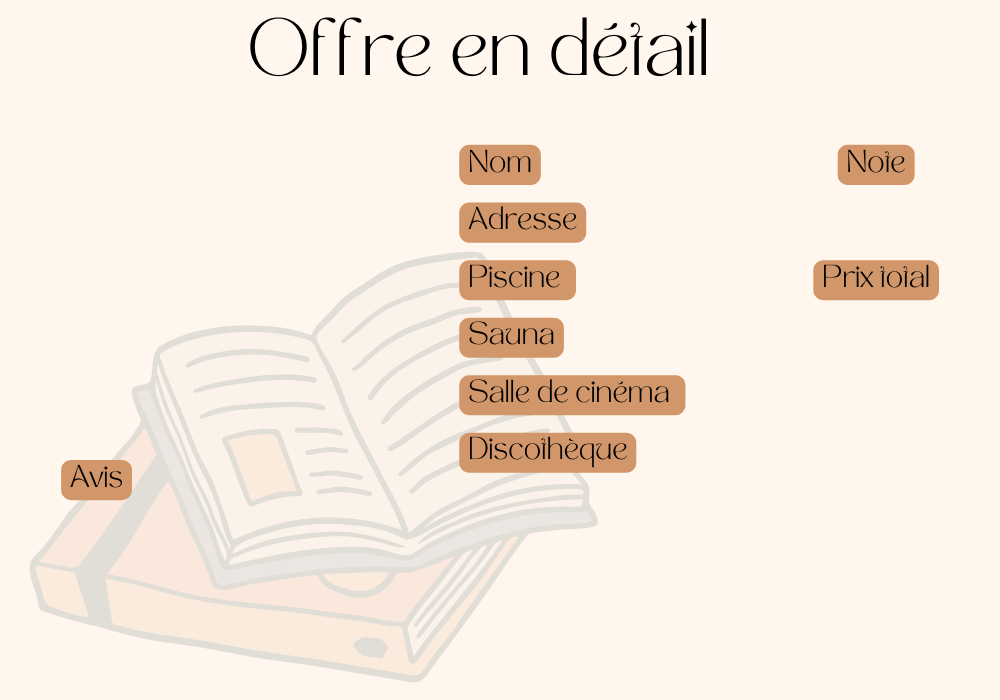 Offre en détail
Nom
Note
Adresse
Piscine
Prix total
Sauna
Salle de cinéma
Discothèque
Avis